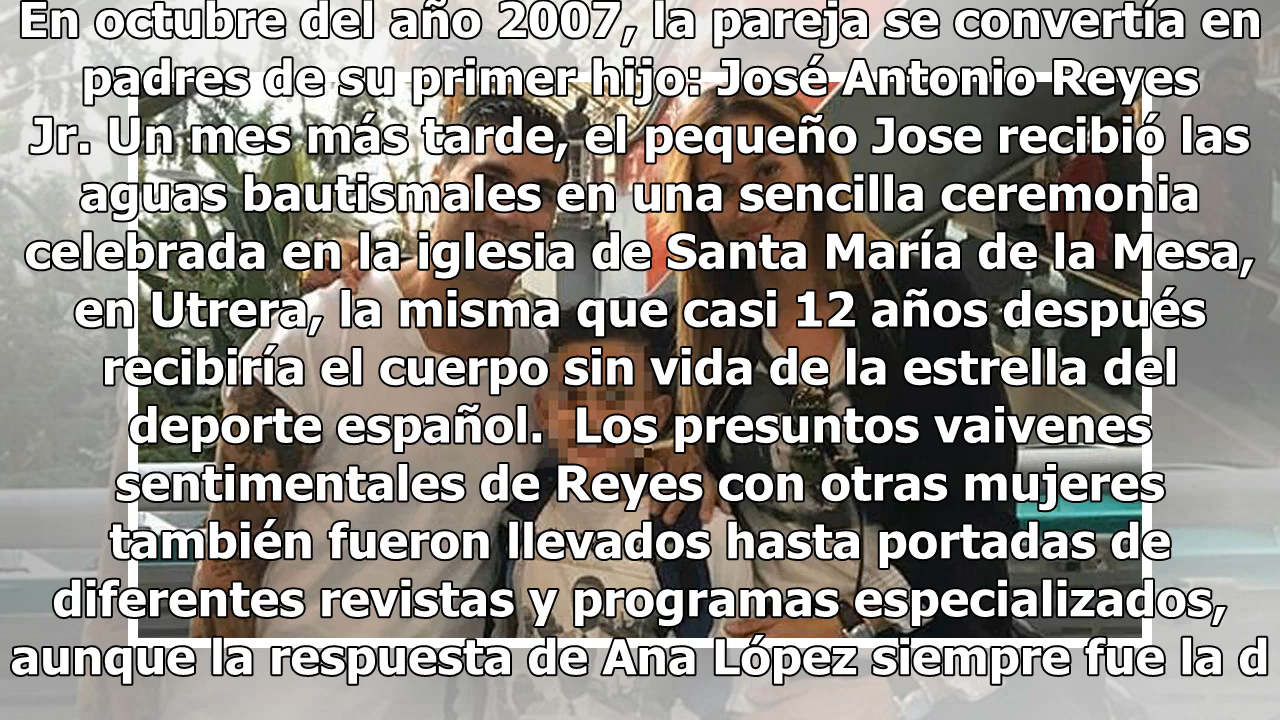 En octubre del año 2007, la pareja se convertía en
padres de su primer hijo: José Antonio Reyes
Jr. Un mes más tarde, el pequeño Jose recibió las
aguas bautismales en una sencilla ceremonia
celebrada en la iglesia de Santa María de la Mesa,
en Utrera, la misma que casi 12 años después
recibiría el cuerpo sin vida de la estrella del
deporte español.  Los presuntos vaivenes
sentimentales de Reyes con otras mujeres
también fueron llevados hasta portadas de
diferentes revistas y programas especializados,
aunque la respuesta de Ana López siempre fue la d